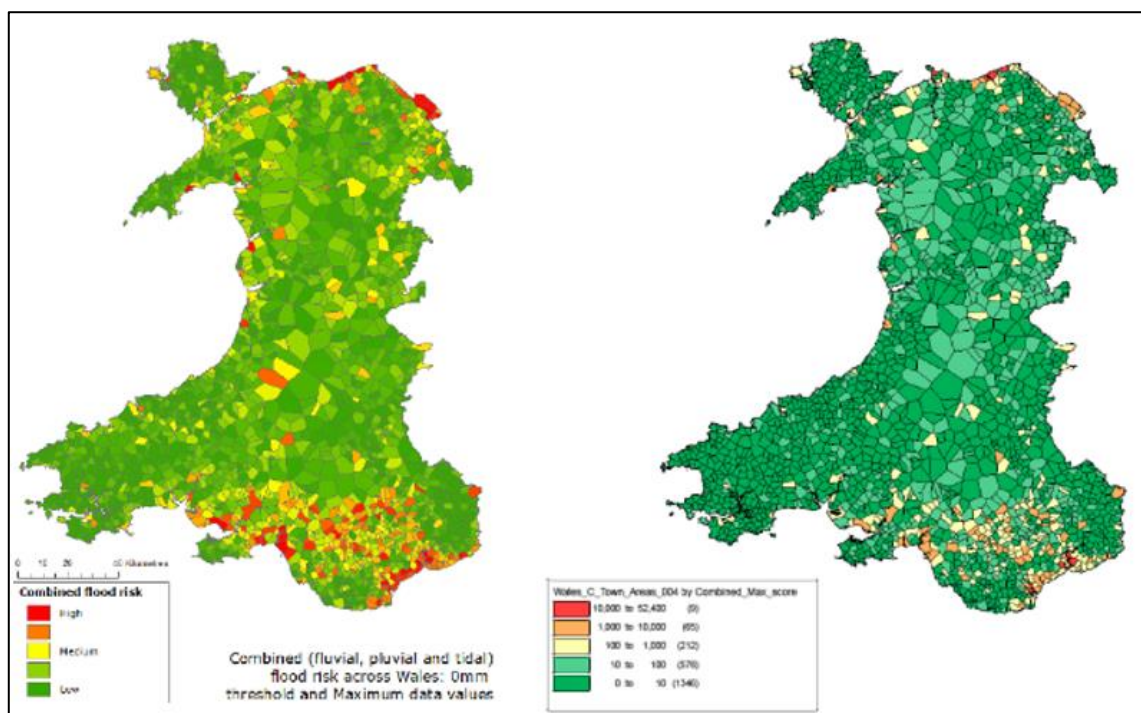 0 10 20 40 Kilometres
Combined flood risk
High
Medium
Low
Combined (fluvial, pluvial and tidal)
flood risk across Wales: 0mm
threshold and Maximum data values
Wales_C_Town_Areas_004 by Combined_Max_score
10,000 to 52,400 (9)
1,000 to 10,000 (65)
100 to 1,000 (212)
10 to 100 (576)
0 to 10 (1346)